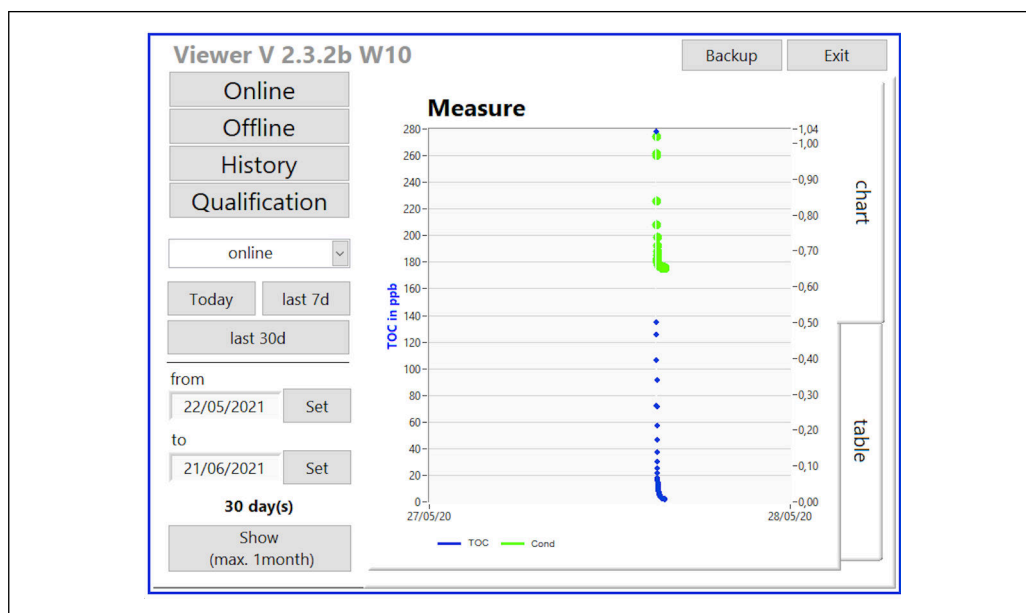 Viewer V 2.3.2b W10
Backup
Exit
Online
Offline
History
Qualification
online
Today
last 7d
last 30d
from
22/05/2021
Set
to
21/06/2021
Set
30 day(s)
Show
(max. 1month)
Measure
TOC in ppb
280
260
240
220
200
180
160
140
120
100
80
60
40
20
0
1,04
1,00
0,90
0,80
0,70
0,60
0,50
0,40
0,30
0,20
0,10
0,00
27/05/20
28/05/20
TOC
Cond
chart
table